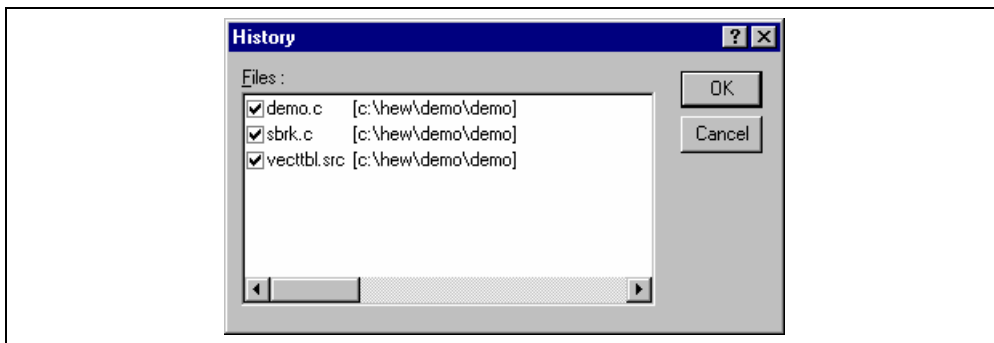 History
Files :
OK
demo.c [c:\hew\demo\demo]
sbrk.c [c:\hew\demo\demo]
Cancel
vecttbl.src [c:\hew\demo\demo]